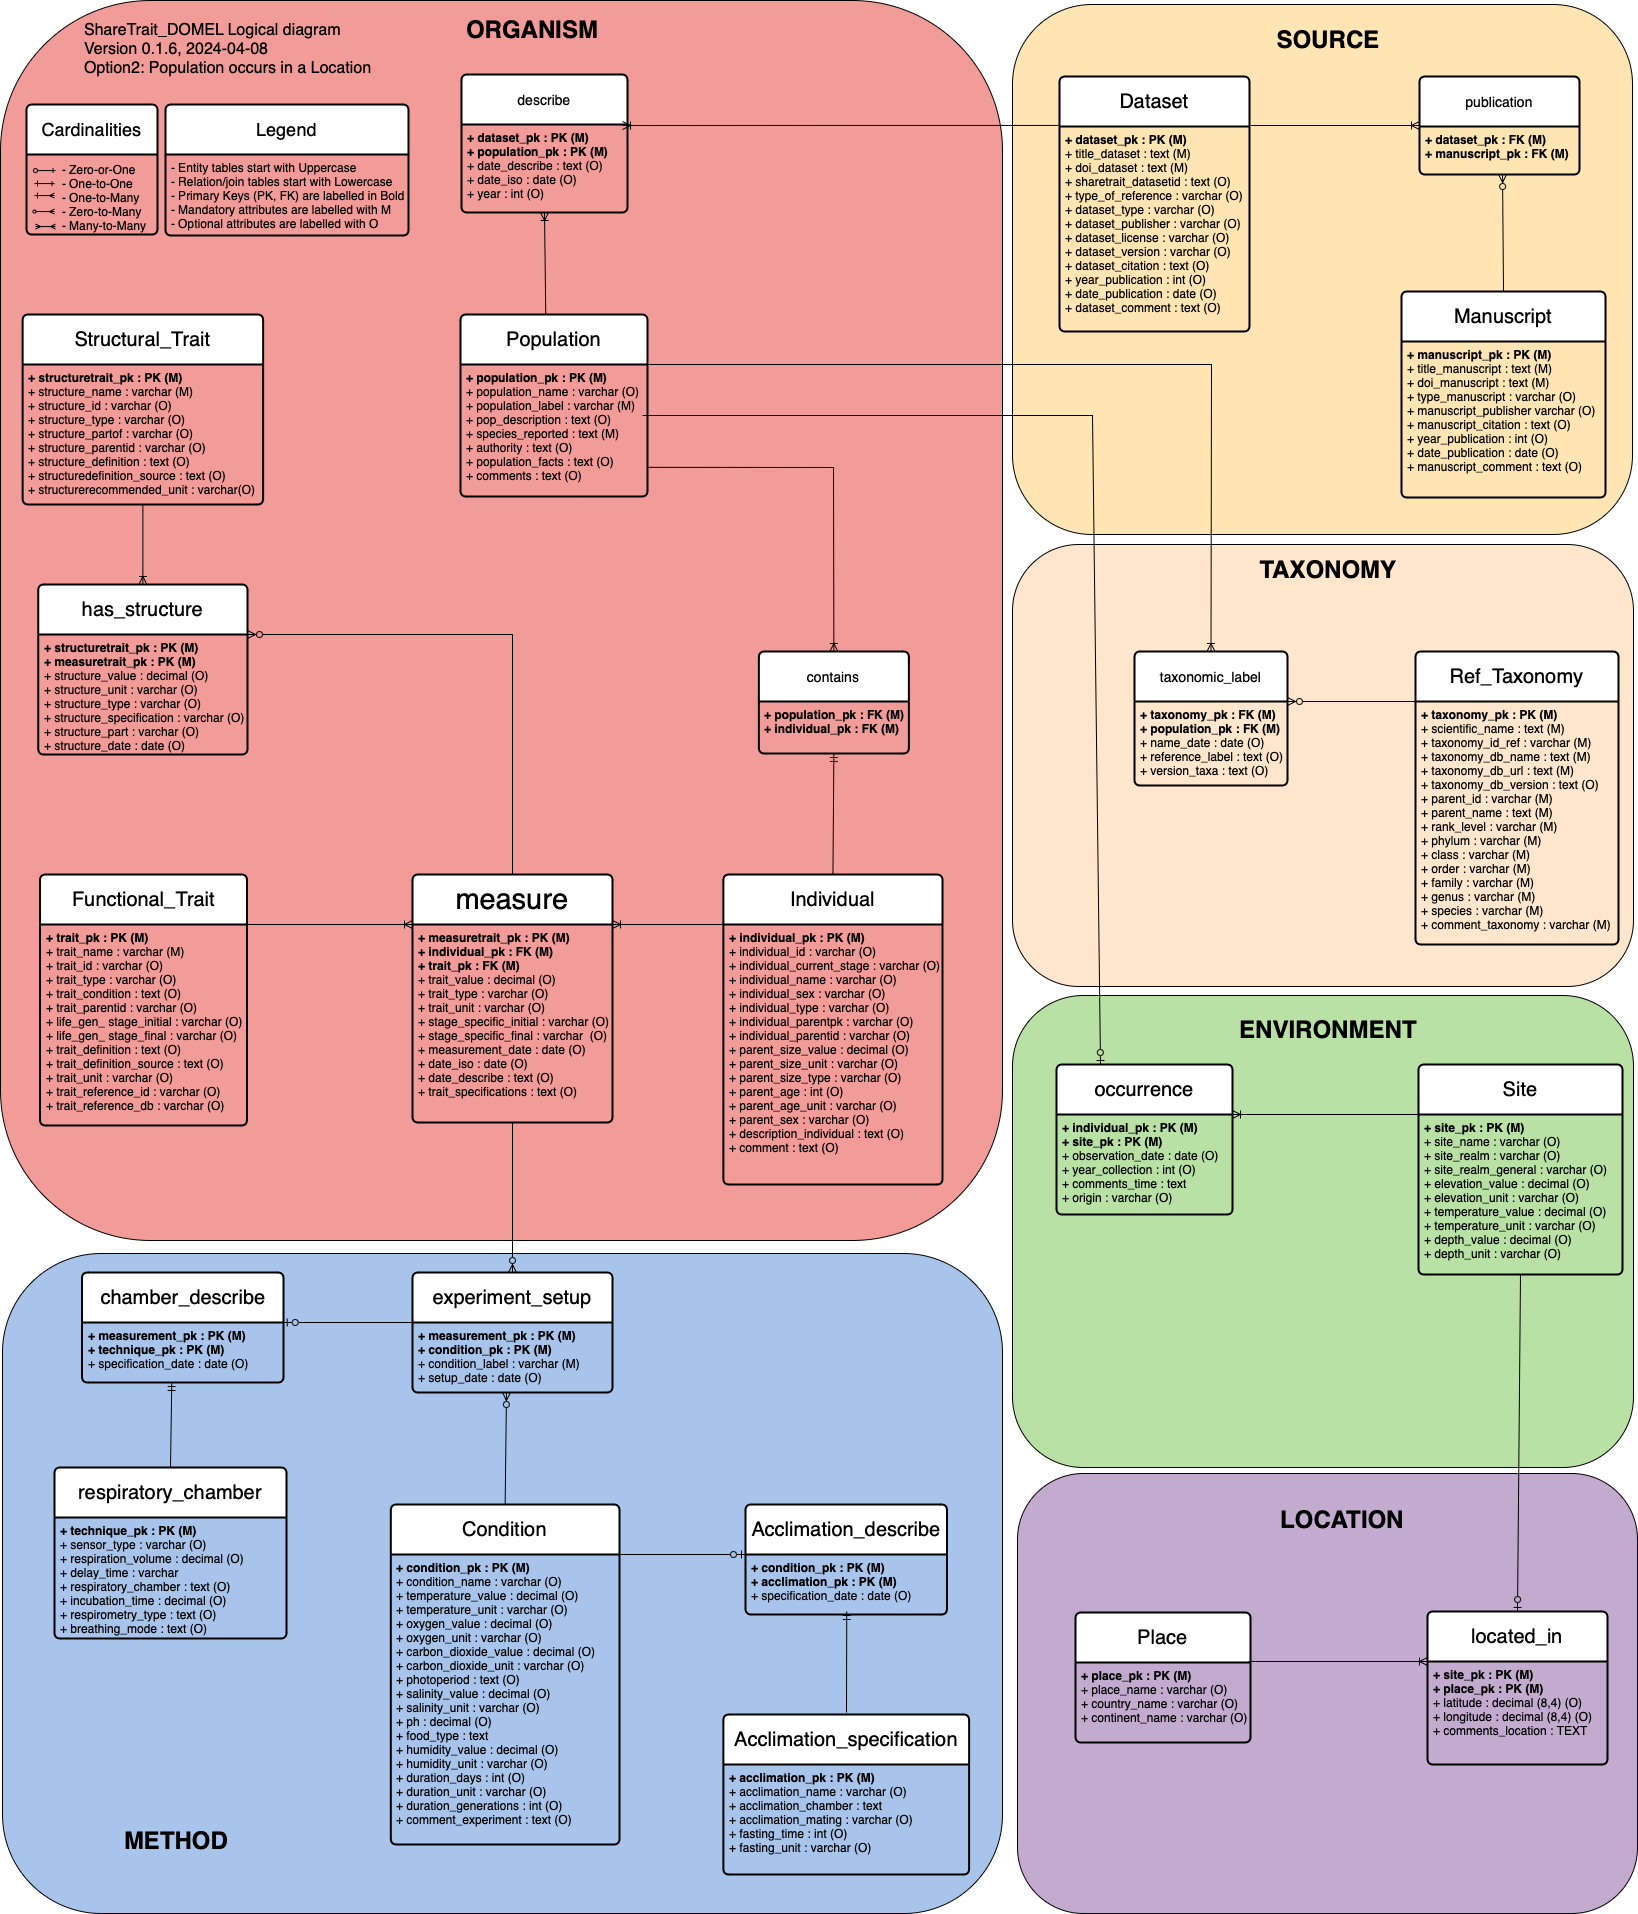 ShareTrait_DOMEL Logical diagram
Version 0.1.6, 2024-04-08
Option2: Population occurs in a Location
ORGANISM
Cardinalities
- Zero-or-One
- One-to-One
- One-to-Many
- Zero-to-Many
- Many-to-Many
Legend
- Entity tables start with Uppercase
- Relation/join tables start with Lowercase
- Primary Keys (PK, FK) are labelled in Bold
- Mandatory attributes are labelled with M
- Optional attributes are labelled with O
describe
+ dataset_pk : PK (M)
+ population_pk : PK (M)
+ date_describe : text (O)
+ date_iso : date (O)
+ year : int (O)
Structural_Trait
+ structuretrait_pk : PK (M)
+ structure_name : varchar (M)
+ structure_id : varchar (O)
+ structure_type : varchar (O)
+ structure_partof : varchar (O)
+ structure_parentid : varchar (O)
+ structure_definition : text (O)
+ structuredefinition_source : text (O)
+ structurerecommended_unit : varchar(O)
Population
+ population_pk : PK (M)
+ population_name : varchar (O)
+ population_label : varchar (M)
+ pop_description : text (O)
+ species_reported : text (M)
+ authority : text (O)
+ population_facts : text (O)
+ comments : text (O)
has_structure
+ structuretrait_pk : PK (M)
+ measuretrait_pk : PK (M)
+ structure_value : decimal (O)
+ structure_unit : varchar (O)
+ structure_type : varchar (O)
+ structure_specification : varchar (O)
+ structure_part : varchar (O)
+ structure_date : date (O)
contains
+ population_pk : FK (M)
+ individual_pk : FK (M)
Functional_Trait
+ trait_pk : PK (M)
+ trait_name : varchar (M)
+ trait_id : varchar (O)
+ trait_type : varchar (O)
+ trait_condition : text (O)
+ trait_parentid : varchar (O)
+ life_gen_ stage_initial : varchar (O)
+ life_gen_ stage_final : varchar (O)
+ trait_definition : text (O)
+ trait_definition_source : text (O)
+ trait_unit : varchar (O)
+ trait_reference_id : varchar (O)
+ trait_reference_db : varchar (O)
measure
+ measuretrait_pk : PK (M)
+ individual_pk : FK (M)
+ trait_pk : FK (M)
+ trait_value : decimal (O)
+ trait_type : varchar (O)
+ trait_unit : varchar (O)
+ stage_specific_initial : varchar (O)
+ stage_specific_final : varchar  (O)
+ measurement_date : date (O)
+ date_iso : date (O)
+ date_describe : text (O)
+ trait_specifications : text (O)
Individual
+ individual_pk : PK (M)
+ individual_id : varchar (O)
+ individual_current_stage : varchar (O)
+ individual_name : varchar (O)
+ individual_sex : varchar (O)
+ individual_type : varchar (O)
+ individual_parentpk : varchar (O)
+ individual_parentid : varchar (O)
+ parent_size_value : decimal (O)
+ parent_size_unit : varchar (O)
+ parent_size_type : varchar (O)
+ parent_age : int (O)
+ parent_age_unit : varchar (O)
+ parent_sex : varchar (O)
+ description_individual : text (O)
+ comment : text (O)
SOURCE
Dataset
+ dataset_pk : PK (M)
+ title_dataset : text (M)
+ doi_dataset : text (M)
+ sharetrait_datasetid : text (O)
+ type_of_reference : varchar (O)
+ dataset_type : varchar (O)
+ dataset_publisher : varchar (O)
+ dataset_license : varchar (O)
+ dataset_version : varchar (O)
+ dataset_citation : text (O)
+ year_publication : int (O)
+ date_publication : date (O)
+ dataset_comment : text (O)
publication
+ dataset_pk : FK (M)
+ manuscript_pk : FK (M)
Manuscript
+ manuscript_pk : PK (M)
+ title_manuscript : text (M)
+ doi_manuscript : text (M)
+ type_manuscript : varchar (O)
+ manuscript_publisher varchar (O)
+ manuscript_citation : text (O)
+ year_publication : int (O)
+ date_publication : date (O)
+ manuscript_comment : text (O)
TAXONOMY
taxonomic_label
+ taxonomy_pk : FK (M)
+ population_pk : FK (M)
+ name_date : date (O)
+ reference_label : text (O)
+ version_taxa : text (O)
Ref_Taxonomy
+ taxonomy_pk : PK (M)
+ scientific_name : text (M)
+ taxonomy_id_ref : varchar (M)
+ taxonomy_db_name : text (M)
+ taxonomy_db_url : text (M)
+ taxonomy_db_version : text (O)
+ parent_id : varchar (M)
+ parent_name : text (M)
+ rank_level : varchar (M)
+ phylum : varchar (M)
+ class : varchar (M)
+ order : varchar (M)
+ family : varchar (M)
+ genus : varchar (M)
+ species : varchar (M)
+ comment_taxonomy : varchar (M)
ENVIRONMENT
occurrence
+ individual_pk : PK (M)
+ site_pk : PK (M)
+ observation_date : date (O)
+ year_collection : int (O)
+ comments_time : text
+ origin : varchar (O)
Site
+ site_pk : PK (M)
+ site_name : varchar (O)
+ site_realm : varchar (O)
+ site_realm_general : varchar (O)
+ elevation_value : decimal (O)
+ elevation_unit : varchar (O)
+ temperature_value : decimal (O)
+ temperature_unit : varchar (O)
+ depth_value : decimal (O)
+ depth_unit : varchar (O)
chamber_describe
+ measurement_pk : PK (M)
+ technique_pk : PK (M)
+ specification_date : date (O)
experiment_setup
+ measurement_pk : PK (M)
+ condition_pk : PK (M)
+ condition_label : varchar (M)
+ setup_date : date (O)
respiratory_chamber
+ technique_pk : PK (M)
+ sensor_type : varchar (O)
+ respiration_volume : decimal (O)
+ delay_time : varchar
+ respiratory_chamber : text (O)
+ incubation_time : decimal (O)
+ respirometry_type : text (O)
+ breathing_mode : text (O)
Condition
+ condition_pk : PK (M)
+ condition_name : varchar (O)
+ temperature_value : decimal (O)
+ temperature_unit : varchar (O)
+ oxygen_value : decimal (O)
+ oxygen_unit : varchar (O)
+ carbon_dioxide_value : decimal (O)
+ carbon_dioxide_unit : varchar (O)
+ photoperiod : text (O)
+ salinity_value : decimal (O)
+ salinity_unit : varchar (O)
+ ph : decimal (O)
+ food_type : text
+ humidity_value : decimal (O)
+ humidity_unit : varchar (O)
+ duration_days : int (O)
+ duration_unit : varchar (O)
+ duration_generations : int (O)
+ comment_experiment : text (O)
Acclimation_describe
+ condition_pk : PK (M)
+ acclimation_pk : PK (M)
+ specification_date : date (O)
Acclimation_specification
+ acclimation_pk : PK (M)
+ acclimation_name : varchar (O)
+ acclimation_chamber : text
+ acclimation_mating : varchar (O)
+ fasting_time : int (O)
+ fasting_unit : varchar (O)
METHOD
LOCATION
Place
+ place_pk : PK (M)
+ place_name : varchar (O)
+ country_name : varchar (O)
+ continent_name : varchar (O)
located_in
+ site_pk : PK (M)
+ place_pk : PK (M)
+ latitude : decimal (8,4) (O)
+ longitude : decimal (8,4) (O)
+ comments_location : TEXT